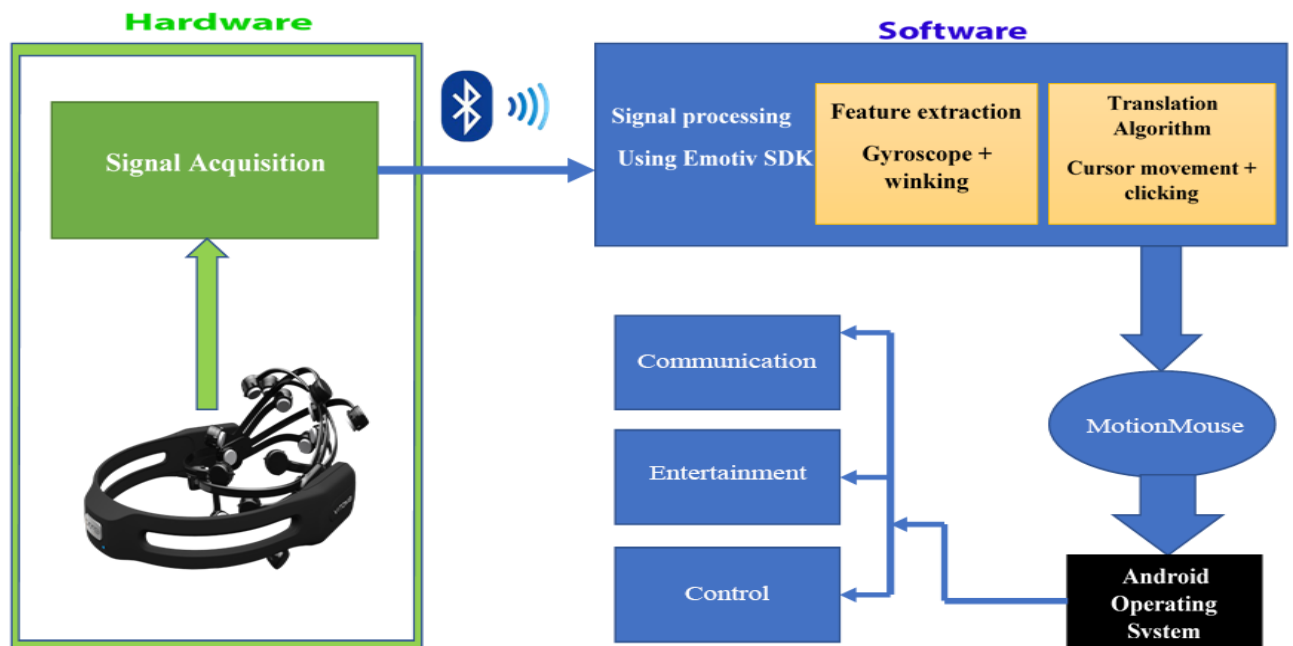 Hardware
Software
Signal Acquisition
Signal processing
Using Emotiv SDK
Feature extraction
Gyroscope +
winking
Translation
Algorithm
Cursor movement +
clicking
Communication
Entertainment
Control
MotionMouse
Android
Operating
System